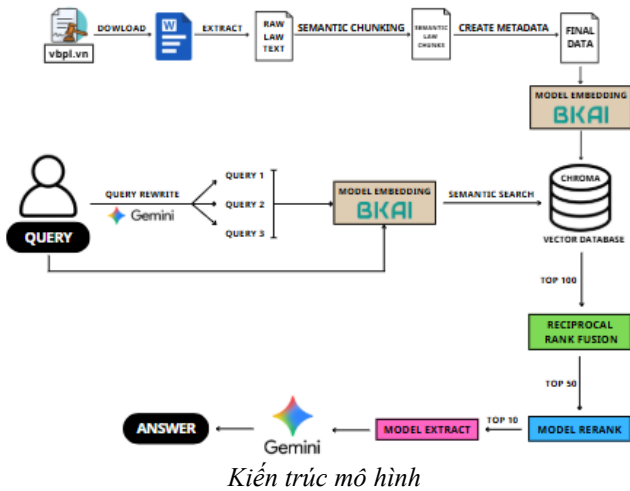 DOWLOAD
EXTRACT
SEMANTIC CHUNKING
CREATE METADATA
vbpl.vn
W
RAW
LAW
TEXT
SEMANTIC
LAW
CHUNKS
FINAL
DATA
MODEL EMBEDDING
BKAI
QUERY REWRITE
Gemini
QUERY
QUERY 1
QUERY 2
QUERY 3
MODEL EMBEDDING
BKAI
SEMANTIC SEARCH
CHROMA
VECTOR DATABASE
TOP 100
RECIPROCAL
RANK FUSION
TOP 50
MODEL RERANK
TOP 10
MODEL EXTRACT
Gemini
ANSWER
Kiến trúc mô hình